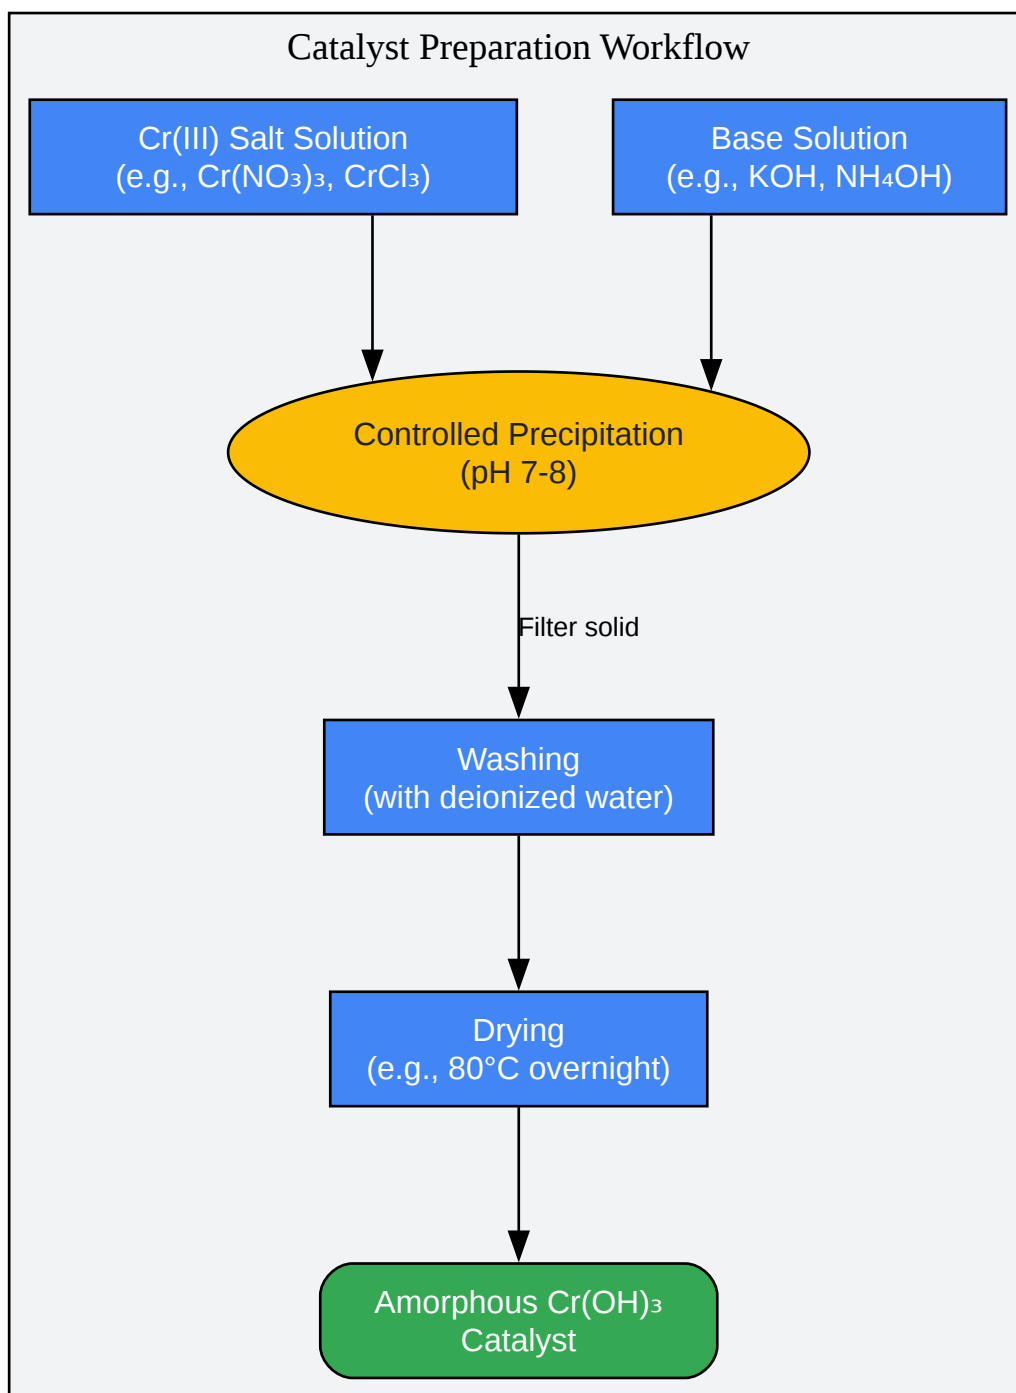 Catalyst Preparation Workflow
Cr(III) Salt Solution
(e.g., Cr(NO₃)₃, CrCl₃)
Base Solution
(e.g., KOH, NH₄OH)
Controlled Precipitation
(pH 7-8)
Filter solid
Washing
(with deionized water)
Drying
(e.g., 80°C overnight)
Amorphous Cr(OH)₃
Catalyst